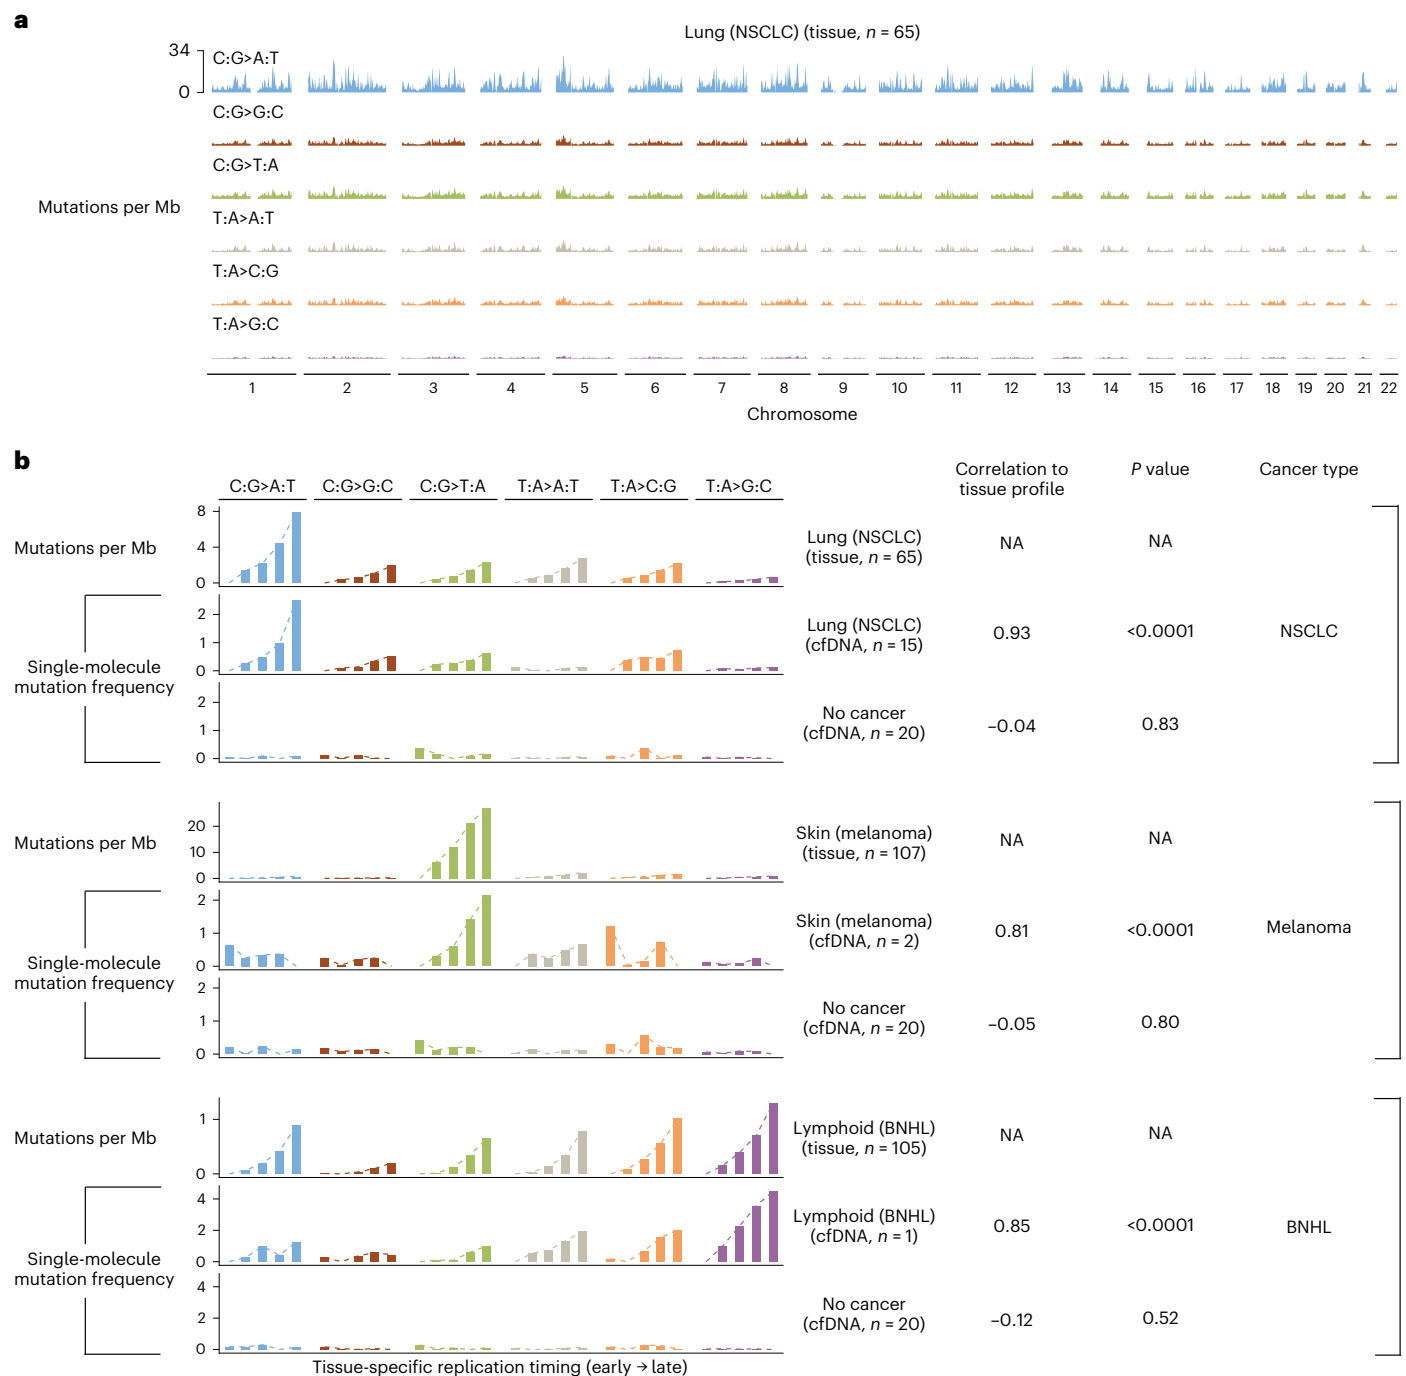 a
Lung (NSCLC) (tissue, n = 65)
34
0
C:G>A:T
C:G>G:C
C:G>T:A
T:A>A:T
T:A>C:G
T:A>G:C
Mutations per Mb
1 2 3 4 5 6 7 8 9 10 11 12 13 14 15 16 17 18 19 20 21 22
Chromosome
b
C:G>A:T C:G>G:C C:G>T:A T:A>A:T T:A>C:G T:A>G:C
Correlation to
tissue profile
P value
Cancer type
Mutations per Mb
8
4
0
Lung (NSCLC)
(tissue, n = 65)
NA
NA
Single-molecule
mutation frequency
2
1
0
Lung (NSCLC)
(cfDNA, n = 15)
0.93
<0.0001
NSCLC
2
1
0
No cancer
(cfDNA, n = 20)
–0.04
0.83
Mutations per Mb
20
10
0
Skin (melanoma)
(tissue, n = 107)
NA
NA
Single-molecule
mutation frequency
2
1
0
Skin (melanoma)
(cfDNA, n = 2)
0.81
<0.0001
Melanoma
2
1
0
No cancer
(cfDNA, n = 20)
–0.05
0.80
Mutations per Mb
1
0
Lymphoid (BNHL)
(tissue, n = 105)
NA
NA
Single-molecule
mutation frequency
4
2
0
Lymphoid (BNHL)
(cfDNA, n = 1)
0.85
<0.0001
BNHL
4
2
0
No cancer
(cfDNA, n = 20)
–0.12
0.52
Tissue-specific replication timing (early → late)